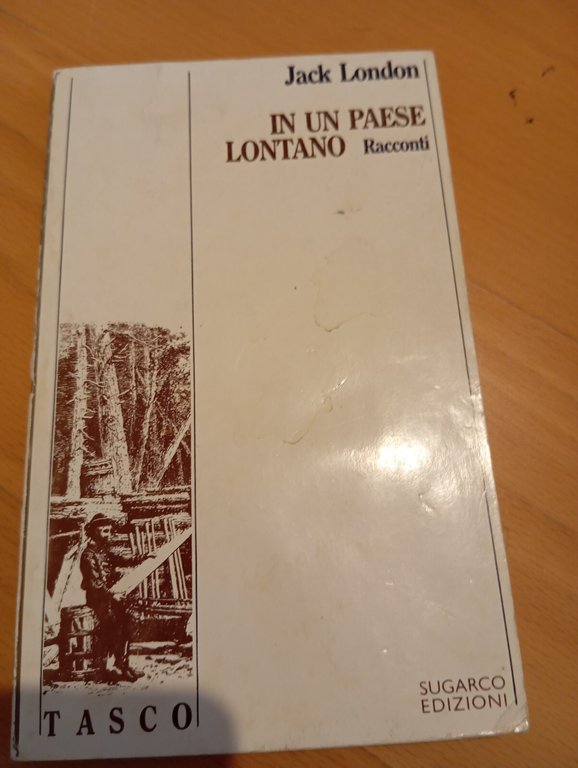 Jack London
IN UN PAESE
LONTANO Racconti
TASCO
SUGARCO
EDIZIONI